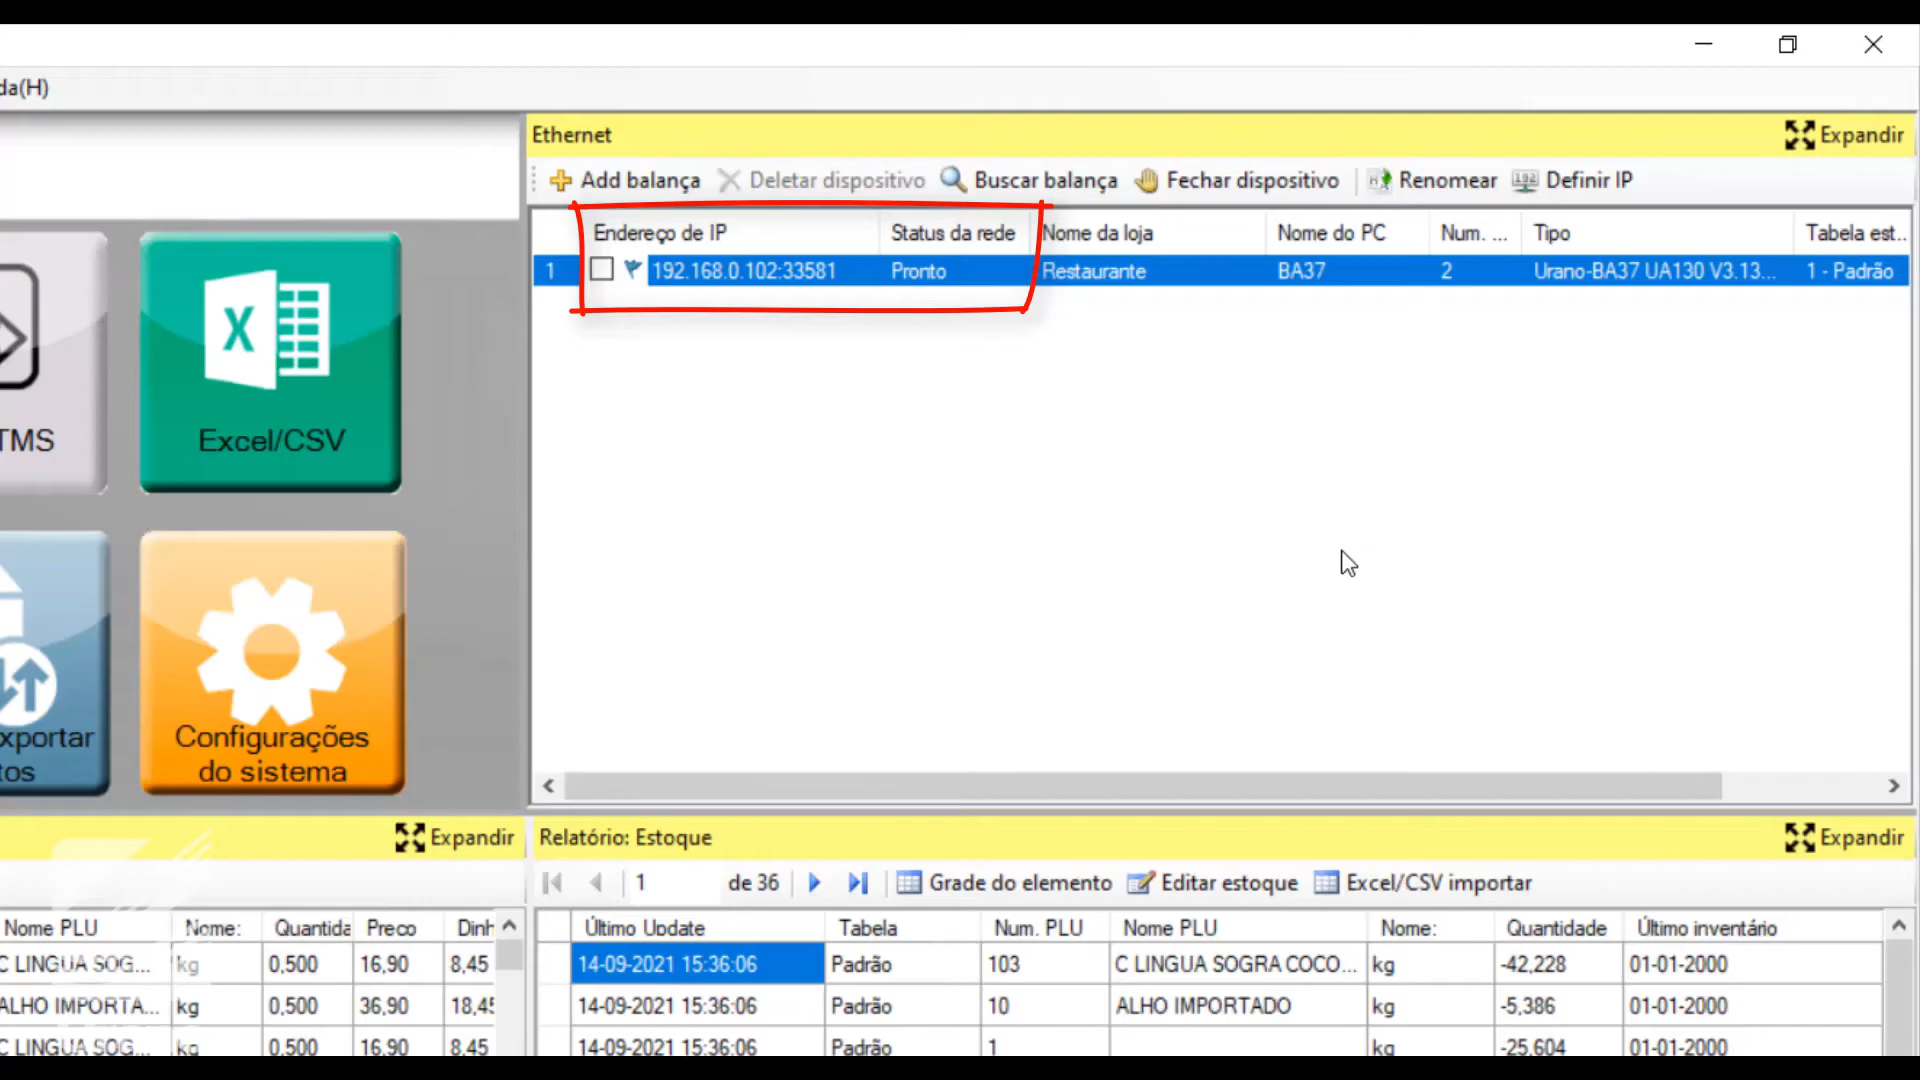 da(H)
Ethernet
Expandir
Add balança Deletar dispositivo Buscar balança Fechar dispositivo Renomear Definir IP
Endereço de IP Status da rede Nome da loja Nome do PC Num. ... Tipo Tabela est...
1 192.168.0.102:33581 Pronto Restaurante BA37 2 Urano-BA37 UA130 V3.13... 1 - Padrão
TMS
Excel/CSV
xportar
tos
Configurações
do sistema
Expandir
Relatório: Estoque
Expandir
1 de 36 Grade do elemento Editar estoque Excel/CSV importar
Nome PLU Nome: Quantida Preço Dinh
C LINGUA SOG... kg 0,500 16,90 8,45
ALHO IMPORTA... kg 0,500 36,90 18,45
C LINGUA SOG... kg 0,500 16,90 8,45
Último Update Tabela Num. PLU Nome PLU Nome: Quantidade Último inventário
14-09-2021 15:36:06 Padrão 103 C LINGUA SOGRA COCO... kg -42,228 01-01-2000
14-09-2021 15:36:06 Padrão 10 ALHO IMPORTADO kg -5,386 01-01-2000
14-09-2021 15:36:06 Padrão 1 kg -25,604 01-01-2000